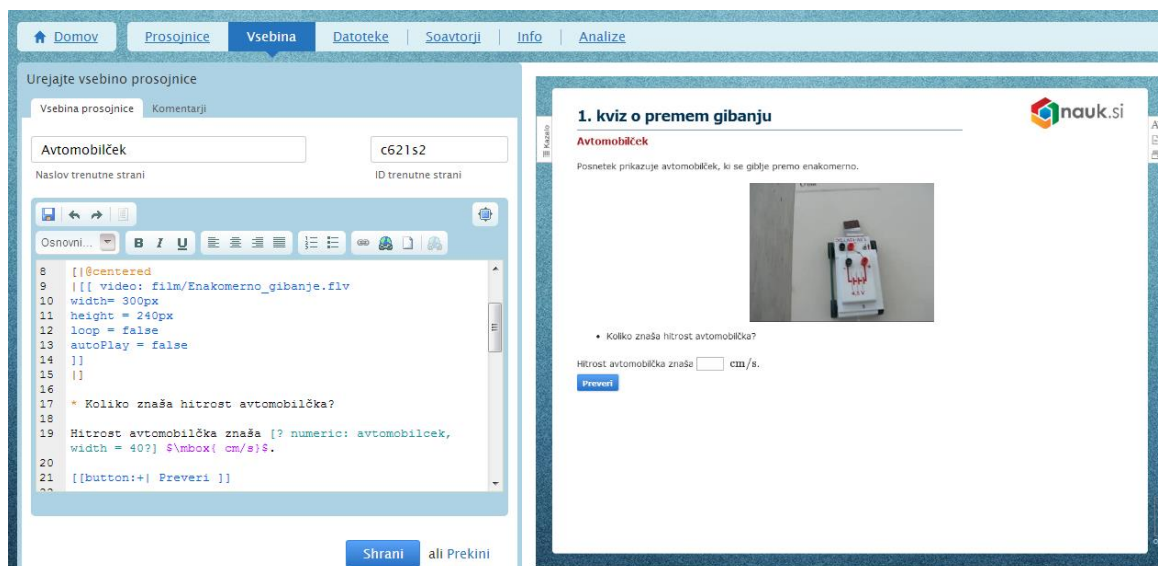 Domov Prosojnice Vsebina Datoteke Soavtorji Info Analize
Urejajte vsebino prosojnice
Vsebina prosojnice Komentarji
Avtomobilček c621s2
Naslov trenutne strani ID trenutne strani
Osnovni...
B I U
8 [|@centered
9 |[[ video: film/Enakomerno_gibanje.flv
10 width= 300px
11 height = 240px
12 loop = false
13 autoPlay = false
14 ]]
15 |]
16
17 * Koliko znaša hitrost avtomobilčka?
18
19 Hitrost avtomobilčka znaša [? numeric: avtomobilcek,
width = 40?] $\mbox{ cm/s}$.
20
21 [[button:+| Preveri ]]
Shrani ali Prekini
Kazalo
1. kviz o premem gibanju
nauk.si
Avtomobilček
Posnetek prikazuje avtomobilček, ki se giblje premo enakomerno.
4,5 V
• Koliko znaša hitrost avtomobilčka?
Hitrost avtomobilčka znaša cm/s.
Preveri